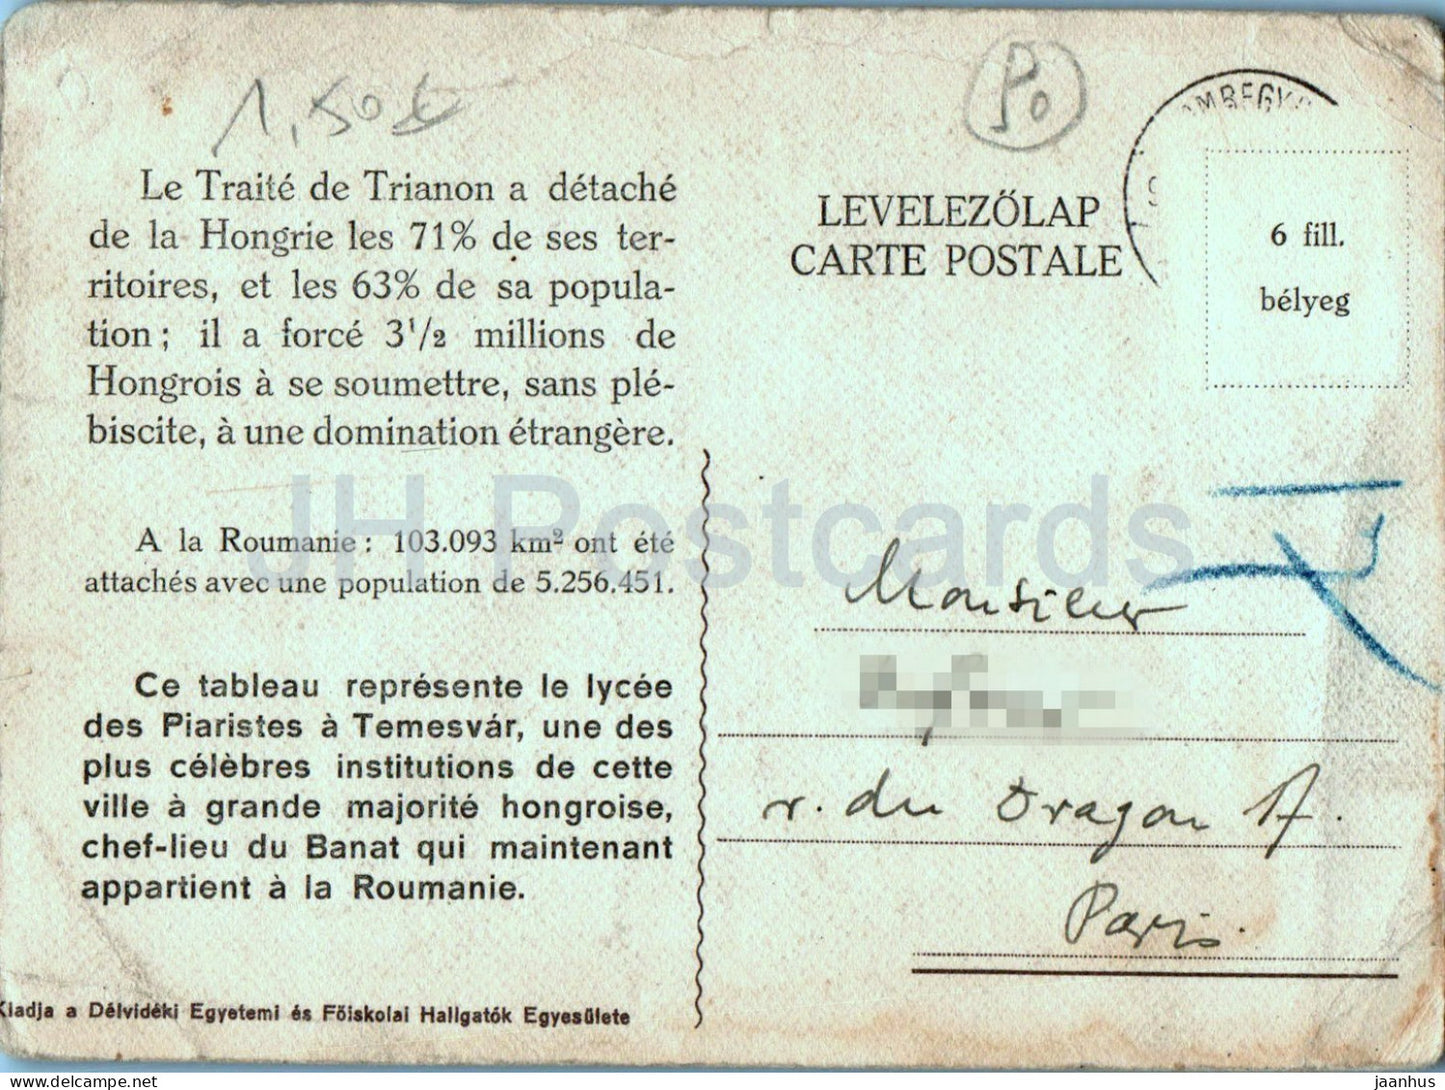 1,50£
Po
OMBEGYH
LEVELEZŐLAP
CARTE POSTALE
6 fill.
bélyeg
Le Traité de Trianon a détaché
de la Hongrie les 71% de ses ter-
ritoires, et les 63% de sa popula-
tion; il a forcé 3 1/2 millions de
Hongrois à se soumettre, sans plé-
biscite, à une domination étrangère.
A la Roumanie: 103.093 km² ont été
attachés avec une population de 5.256.451.
Ce tableau représente le lycée
des Piaristes à Temesvár, une des
plus célèbres institutions de cette
ville à grande majorité hongroise,
chef-lieu du Banat qui maintenant
appartient à la Roumanie.
Kiadja a Délvidéki Egyetemi és Főiskolai Hallgatók Egyesülete
Monsieur
r. du Dragon 17.
Paris.
JH Postcards
delcampe.net
jaanhus